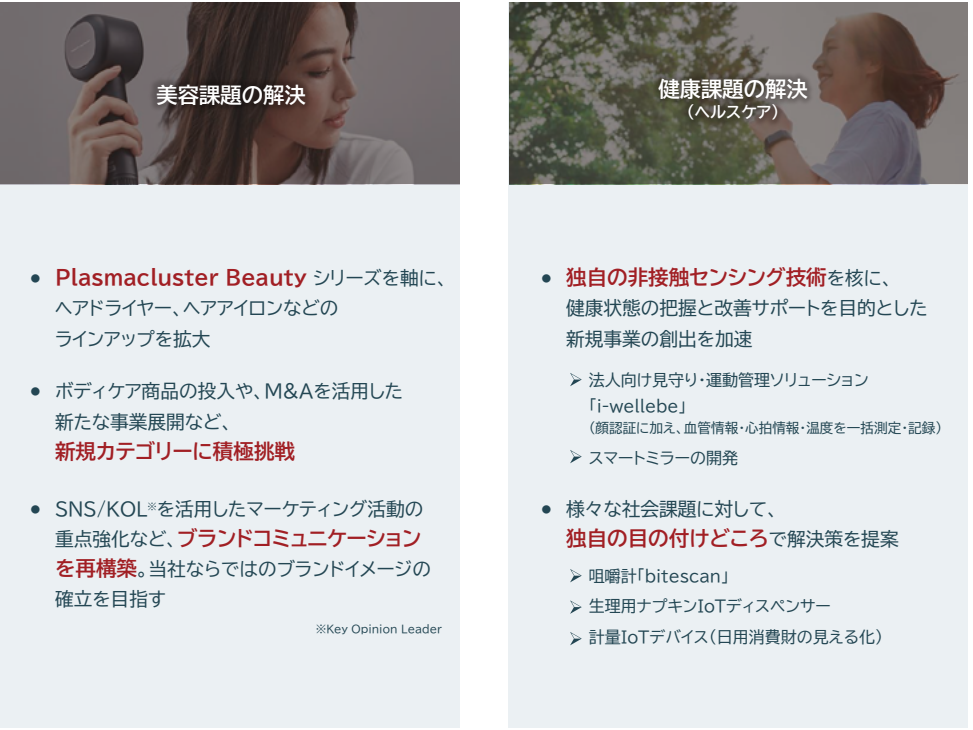 美容課題の解決
● Plasmacluster Beauty シリーズを軸に、
ヘアドライヤー、ヘアアイロンなどの
ラインアップを拡大
● ボディケア商品の投入や、M&Aを活用した
新たな事業展開など、
新規カテゴリーに積極挑戦
● SNS/KOL※を活用したマーケティング活動の
重点強化など、ブランドコミュニケーション
を再構築。当社ならではのブランドイメージの
確立を目指す
※Key Opinion Leader
健康課題の解決
(ヘルスケア)
● 独自の非接触センシング技術を核に、
健康状態の把握と改善サポートを目的とした
新規事業の創出を加速
➢ 法人向け見守り・運動管理ソリューション
「i-wellebe」
(顔認証に加え、血管情報・心拍情報・温度を一括測定・記録)
➢ スマートミラーの開発
● 様々な社会課題に対して、
独自の目の付けどころで解決策を提案
➢ 咀嚼計「bitescan」
➢ 生理用ナプキンIoTディスペンサー
➢ 計量IoTデバイス(日用消費財の見える化)